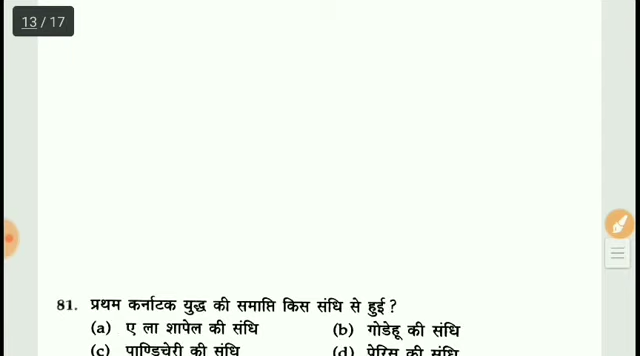 13 / 17
81. प्रथम कर्नाटक युद्ध की समाप्ति किस संधि से हुई ?
(a) ए ला शापेल की संधि (b) गोडेहू की संधि
(c) पाण्डिचेरी की संधि (d) पेरिस की संधि